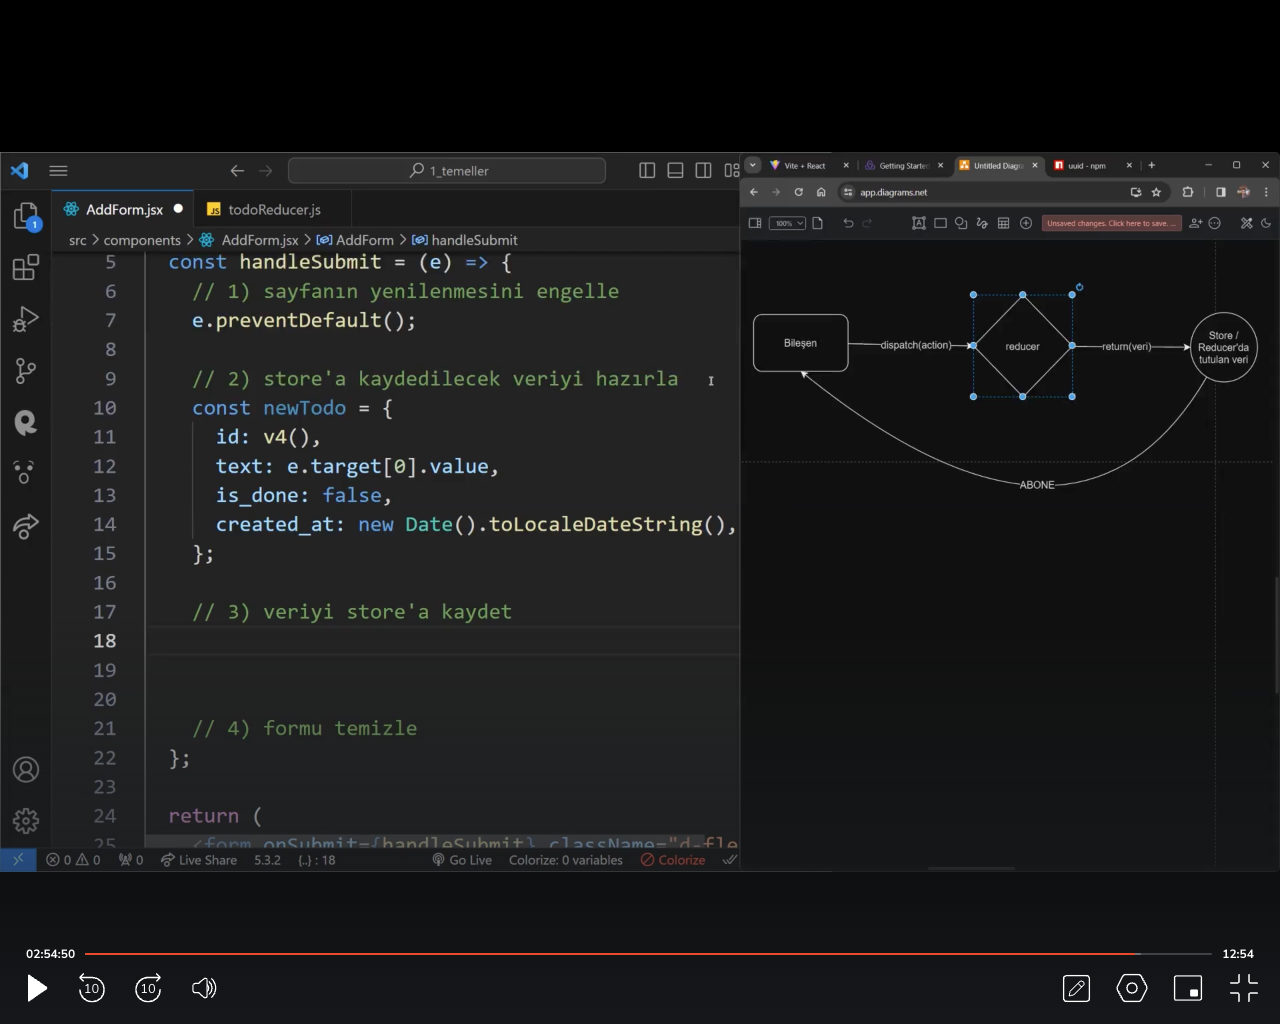 1_temeller
AddForm.jsx
todoReducer.js
src > components > AddForm.jsx > AddForm > handleSubmit
5 const handleSubmit = (e) => {
6 // 1) sayfanın yenilenmesini engelle
7 e.preventDefault();
8
9 // 2) store'a kaydedilecek veriyi hazırla
10 const newTodo = {
11 id: v4(),
12 text: e.target[0].value,
13 is_done: false,
14 created_at: new Date().toLocaleDateString(),
15 };
16
17 // 3) veriyi store'a kaydet
18
19
20
21 // 4) formu temizle
22 };
23
24 return (
25 <form onSubmit={handleSubmit} className="d-fle
1
0 0 0 Live Share 5.3.2 {..} : 18 Go Live Colorize: 0 variables Colorize
Vite + React
Getting Starte
Untitled Diagr
uuid - npm
app.diagrams.net
100%
Unsaved changes. Click here to save. ...
Bileşen
dispatch(action)
reducer
return(veri)
Store /
Reducer'da
tutulan veri
ABONE
02:54:50
12:54
10
10